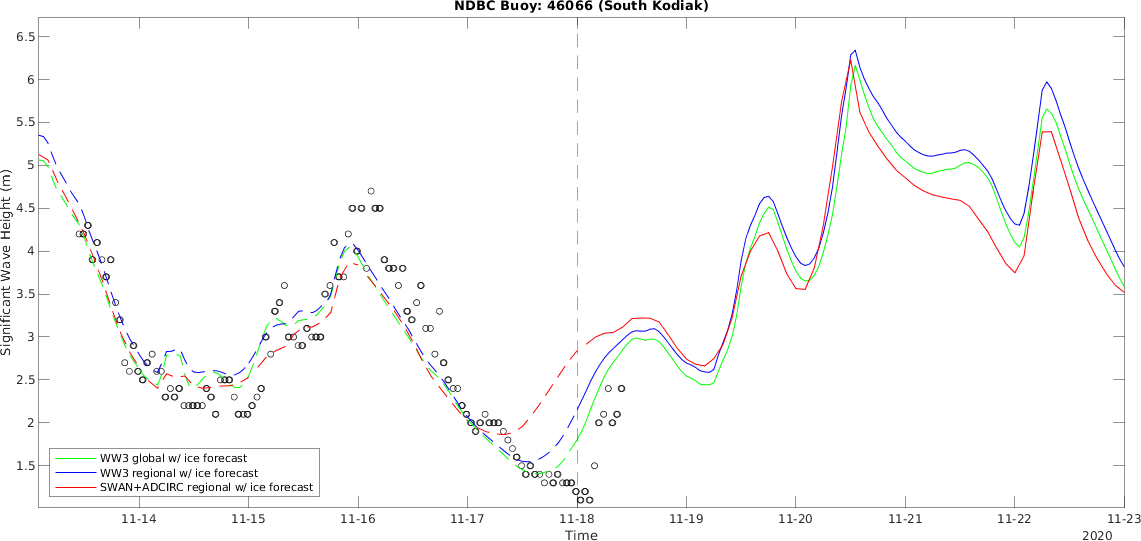 NDBC Buoy: 46066 (South Kodiak)
Significant Wave Height (m)
6.5
6
5.5
5
4.5
4
3.5
3
2.5
2
1.5
WW3 global w/ ice forecast
WW3 regional w/ ice forecast
SWAN+ADCIRC regional w/ ice forecast
11-14 11-15 11-16 11-17 11-18 11-19 11-20 11-21 11-22 11-23
Time
2020